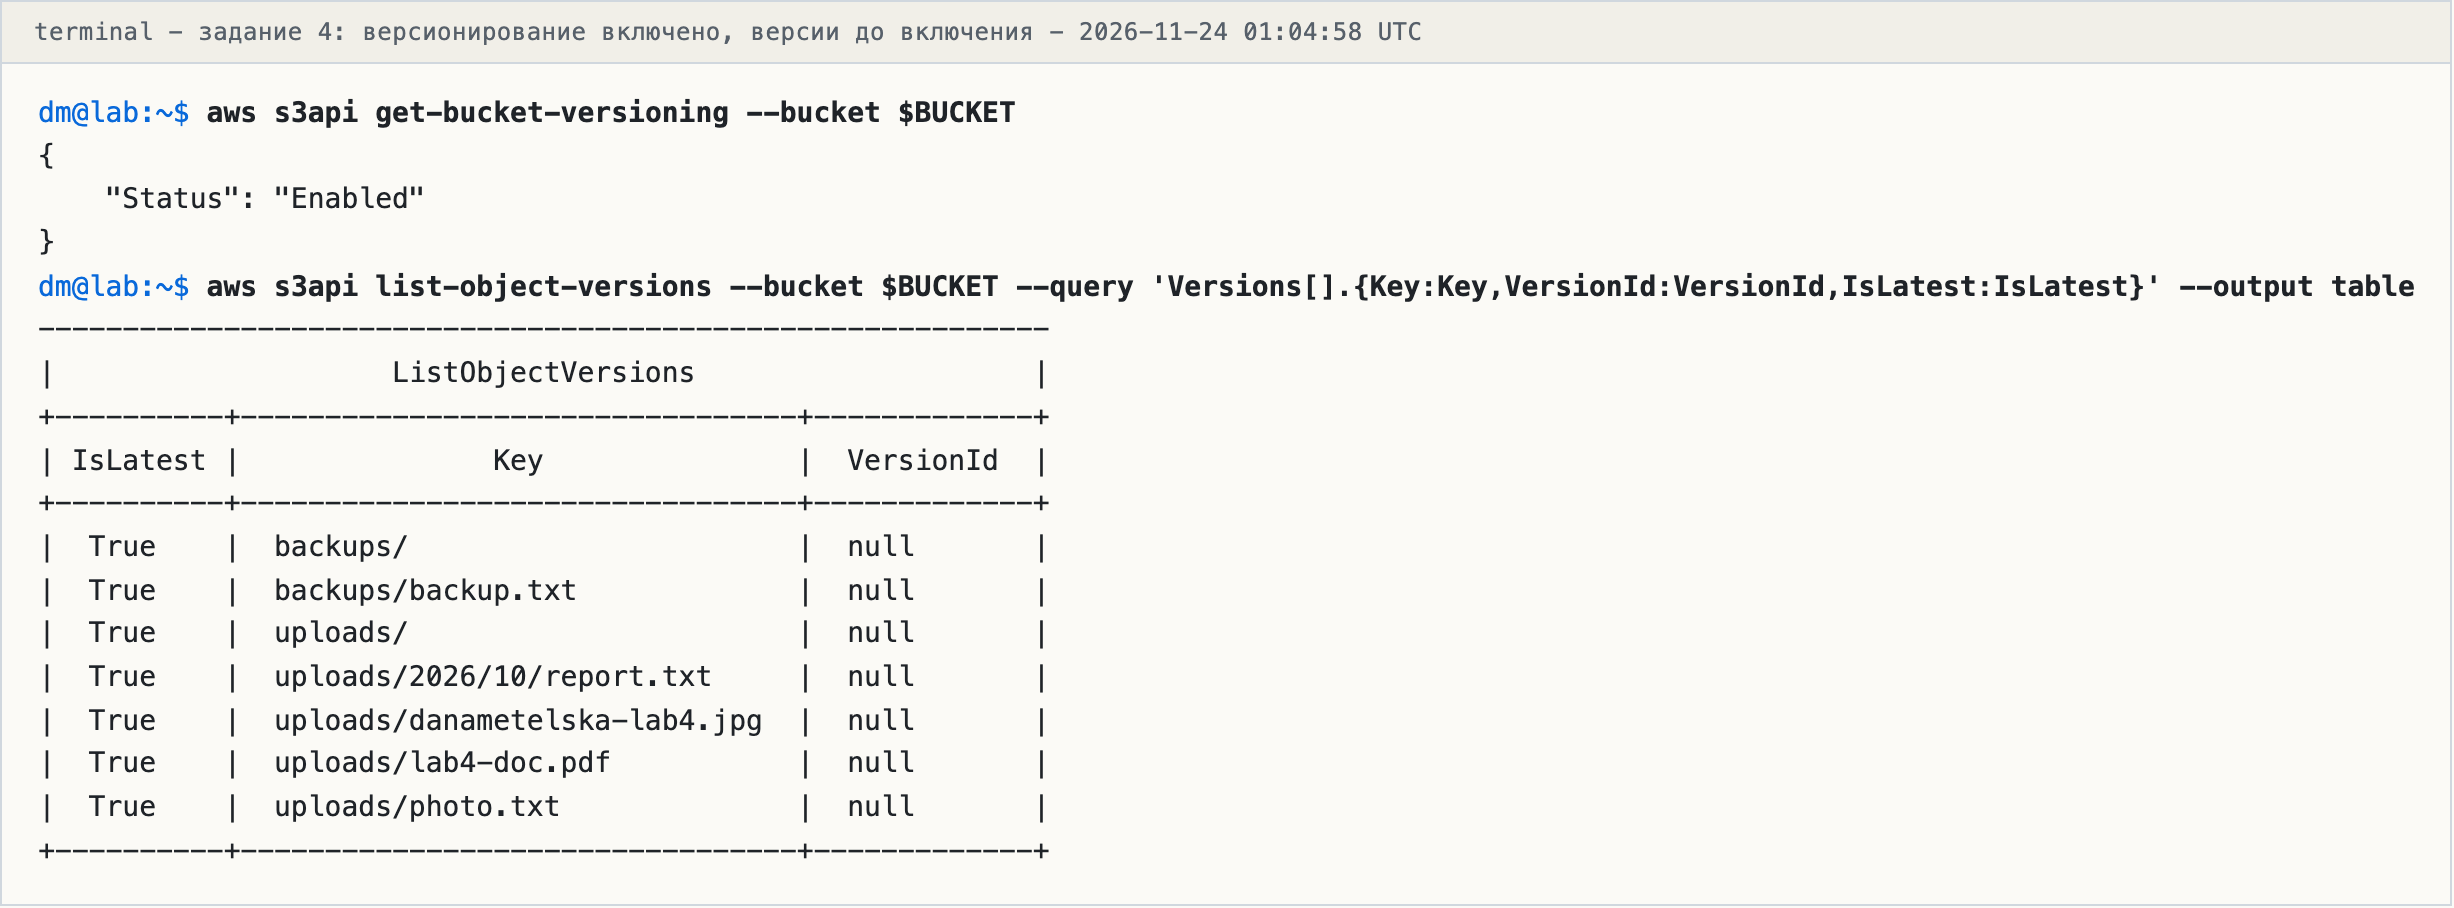 terminal — задание 4: версионирование включено, версии до включения — 2026-11-24 01:04:58 UTC
dm@lab:~$ aws s3api get-bucket-versioning --bucket $BUCKET
{
    "Status": "Enabled"
}
dm@lab:~$ aws s3api list-object-versions --bucket $BUCKET --query 'Versions[].{Key:Key,VersionId:VersionId,IsLatest:IsLatest}' --output table
------------------------------------------------------------
|                    ListObjectVersions                    |
+----------+---------------------------------+-------------+
| IsLatest |               Key               |  VersionId  |
+----------+---------------------------------+-------------+
|  True    |  backups/                       |  null       |
|  True    |  backups/backup.txt             |  null       |
|  True    |  uploads/                       |  null       |
|  True    |  uploads/2026/10/report.txt     |  null       |
|  True    |  uploads/danametelska-lab4.jpg  |  null       |
|  True    |  uploads/lab4-doc.pdf           |  null       |
|  True    |  uploads/photo.txt              |  null       |
+----------+---------------------------------+-------------+